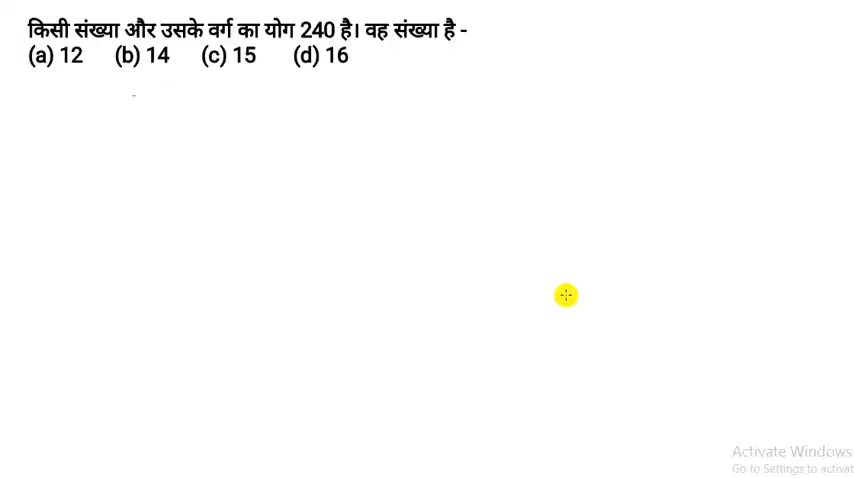 किसी संख्या और उसके वर्ग का योग 240 है। वह संख्या है -
(a) 12 (b) 14 (c) 15 (d) 16
Activate Windows
Go to Settings to activat